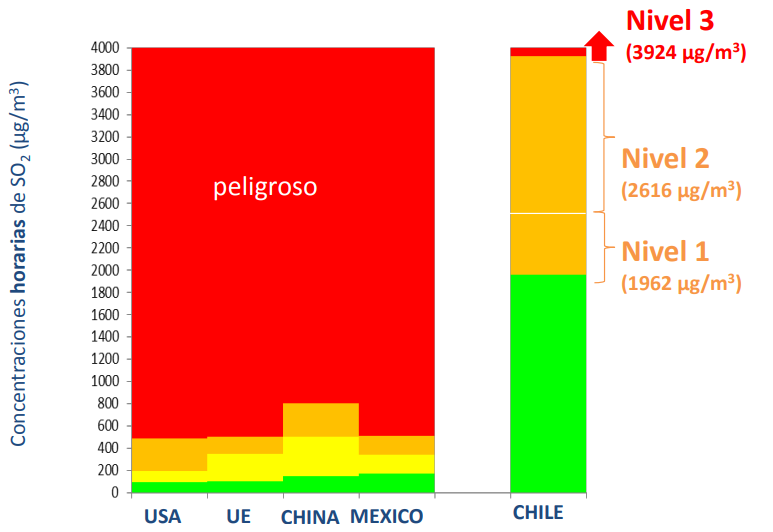 Nivel 3
(3924 µg/m³)
Concentraciones horarias de SO₂ (µg/m³)
4000
3800
3600
3400
3200
3000
2800
2600
2400
2200
2000
1800
1600
1400
1200
1000
800
600
400
200
0
peligroso
Nivel 2
(2616 µg/m³)
Nivel 1
(1962 µg/m³)
USA UE CHINA MEXICO CHILE